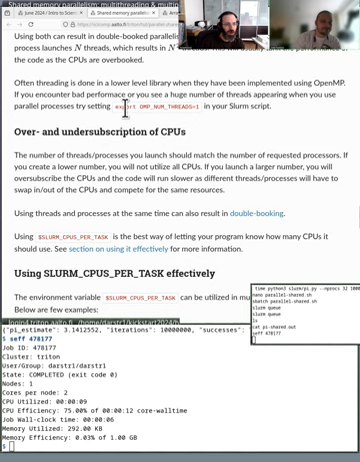 Shared memory parallelism: multithreading & multip
June 2024 / Intro to Scien
Shared memory parallelism:
Using both can result in double-booked parallelis
process launches N threads, which results in N
the code as the CPUs are overbooked.
Often threading is done in a lower level library when they have been implemented using OpenMP.
If you encounter bad performace or you see a huge number of threads appearing when you use
parallel processes try setting export OMP_NUM_THREADS=1 in your Slurm script.
Over- and undersubscription of CPUs
The number of threads/processes you launch should match the number of requested processors. If
you create a lower number, you will not utilize all CPUs. If you launch a larger number, you will
oversubscribe the CPUs and the code will run slower as different threads/processes will have to
swap in/out of the CPUs and compete for the same resources.
Using threads and processes at the same time can also result in double-booking.
Using $SLURM_CPUS_PER_TASK is the best way of letting your program know how many CPUs it
should use. See section on using it effectively for more information.
Using SLURM_CPUS_PER_TASK effectively
The environment variable $SLURM_CPUS_PER_TASK can be utilized in mu
Below are few examples:
time python3 slurm/pi.py --nprocs 32 1000
nano parallel-shared.sh
sbatch parallel-shared.sh
slurm queue
slurm queue
ls
cat pi-shared.out
seff 478177
{"pi_estimate": 3.1412552, "iterations": 10000000, "successes":
$ seff 478177
Job ID: 478177
Cluster: triton
User/Group: darstr1/darstr1
State: COMPLETED (exit code 0)
Nodes: 1
Cores per node: 2
CPU Utilized: 00:00:09
CPU Efficiency: 75.00% of 00:00:12 core-walltime
Job Wall-clock time: 00:00:06
Memory Utilized: 292.00 KB
Memory Efficiency: 0.03% of 1.00 GB
$